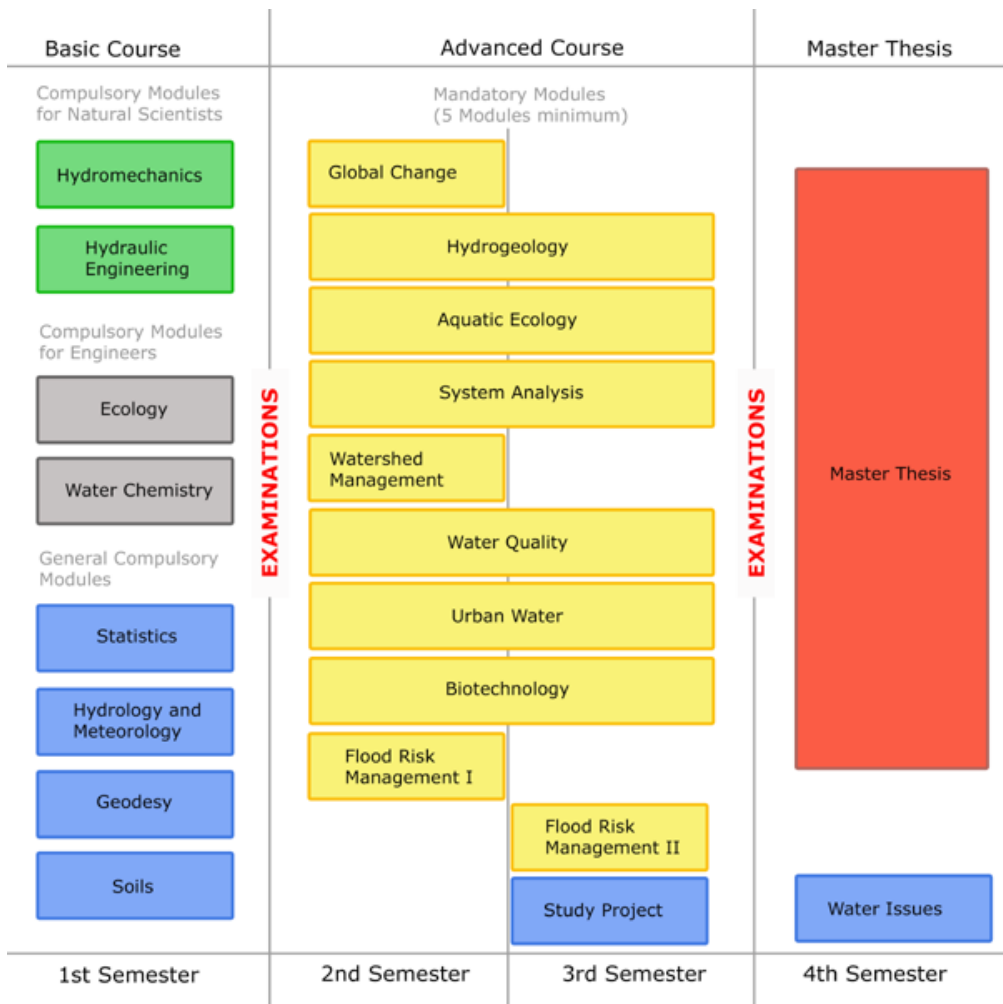 Basic Course
Advanced Course
Master Thesis
Compulsory Modules
for Natural Scientists
Hydromechanics
Hydraulic
Engineering
Compulsory Modules
for Engineers
Ecology
Water Chemistry
General Compulsory
Modules
Statistics
Hydrology and
Meteorology
Geodesy
Soils
EXAMINATIONS
Mandatory Modules
(5 Modules minimum)
Global Change
Hydrogeology
Aquatic Ecology
System Analysis
Watershed
Management
Water Quality
Urban Water
Biotechnology
Flood Risk
Management I
Flood Risk
Management II
Study Project
EXAMINATIONS
Master Thesis
Water Issues
1st Semester
2nd Semester
3rd Semester
4th Semester